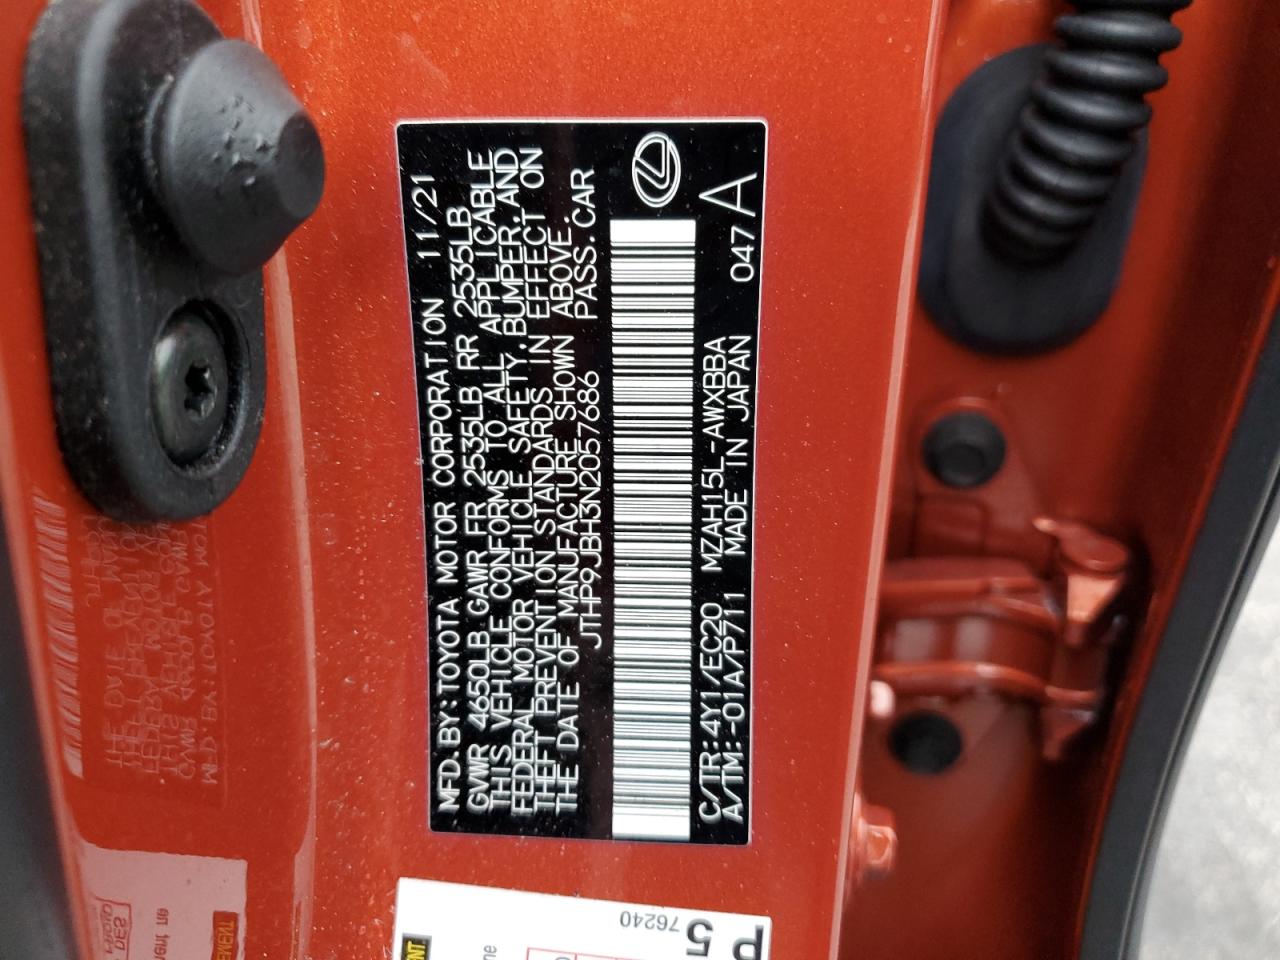 MFD.BY:TOYOTA MOTOR CORPORATION 11/21
GVWR 4650LB GAWR FR 2535LB RR 2535LB
THIS VEHICLE CONFORMS TO ALL APPLICABLE
FEDERAL MOTOR VEHICLE SAFETY,BUMPER,AND
THEFT PREVENTION STANDARDS IN EFFECT ON
THE DATE OF MANUFACTURE SHOWN ABOVE.
JTHP9JBH3N2057686 PASS.CAR
C/TR:4Y1/EC20 MZAH15L-AWXBBA 047A
A/TM:-01A/P711 MADE IN JAPAN
76240
5